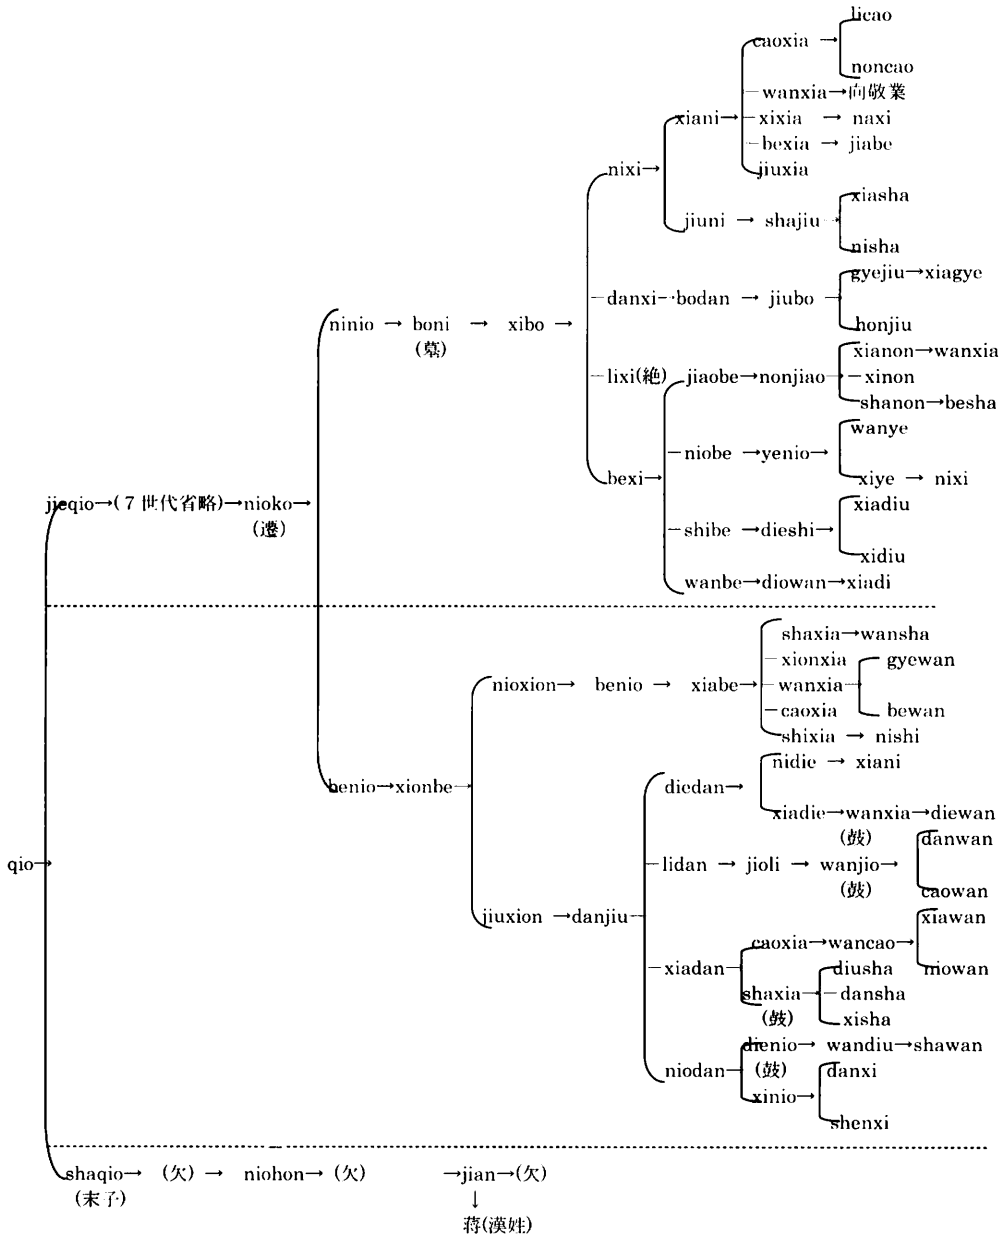 licao
caoxia →
noncao
wanxia→向敬業
xiani→
xixia → naxi
bexia → jiabe
nixi→
jiuxia
xiasha
jiuni → shajiu
nisha
gyejiu→xiagye
danxi→bodan → jiubo
honjiu
ninio → boni → xibo →
(墓)
xianon→wanxia
lixi(絶)
jiaobe→nonjiao
xinon
shanon→besha
wanye
niobe →yenio→
bexi→
xiye → nixi
jieqio→(7世代省略)→nioko→
(遷)
xiadiu
shibe →dieshi→
xidiu
wanbe→diowan→xiadi
shaxia→wansha
xionxia
gyewan
nioxion→ benio → xiabe→
wanxia
caoxia
bewan
shixia → nishi
nidie → xiani
benio→xionbe→
diedan→
xiadie→wanxia→diewan
(鼓)
danwan
qio→
lidan → jioli → wanjio→
(鼓)
caowan
jiuxion →danjiu
xiawan
caoxia→wancao→
xiadan
diusha
niowan
shaxia→
dansha
(鼓)
xisha
dienio→ wandiu→shawan
niodan
(鼓)
danxi
xinio→
shenxi
shaqio→ (欠)→ niohon→ (欠) →jian→(欠)
(末子)
↓
蒋(漢姓)